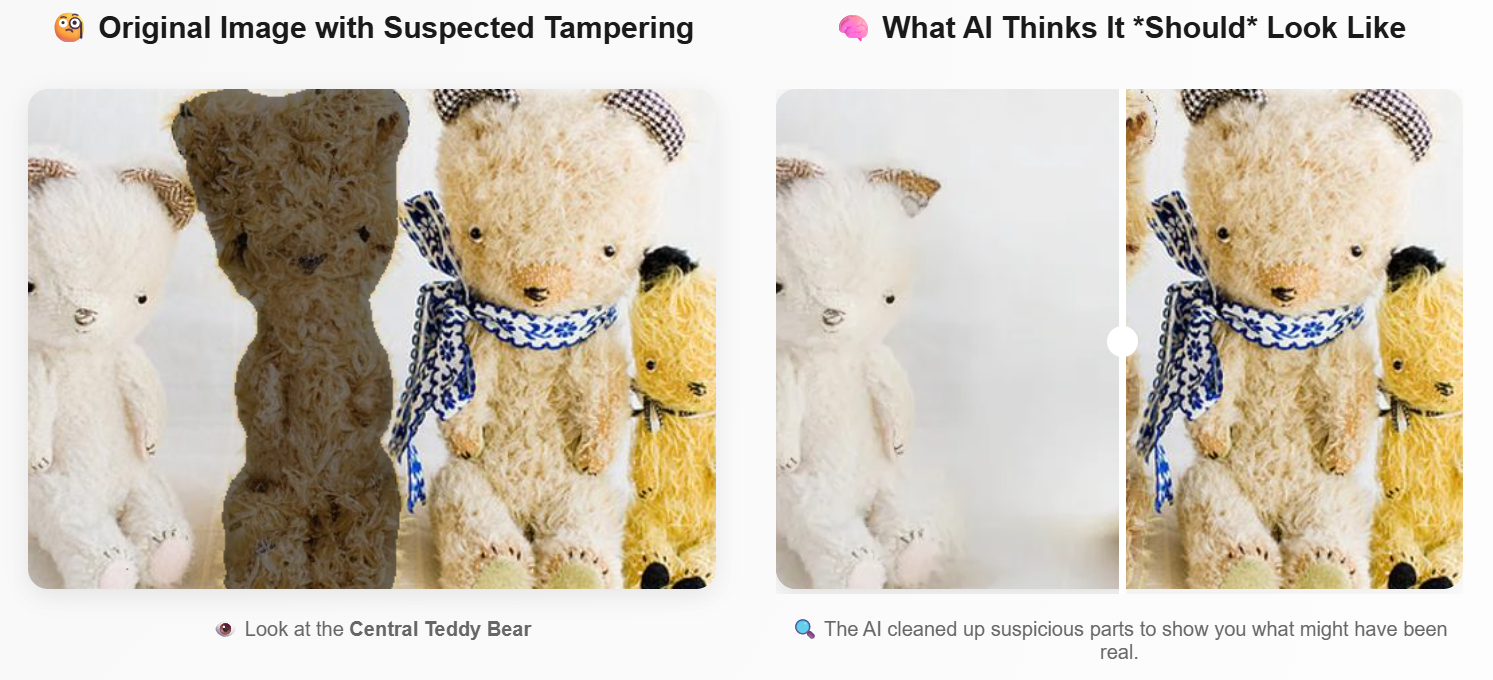 Original Image with Suspected Tampering
What AI Thinks It *Should* Look Like
Look at the Central Teddy Bear
The AI cleaned up suspicious parts to show you what might have been
real.